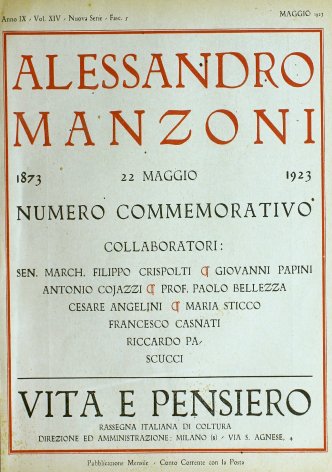 Anno IX - Vol. XIV - Nuova Serie - Fasc. 5
MAGGIO 1923
ALESSANDRO
MANZONI
1873 22 MAGGIO 1923
NUMERO COMMEMORATIVO
COLLABORATORI:
SEN. MARCH. FILIPPO CRISPOLTI ¶ GIOVANNI PAPINI
ANTONIO COJAZZI ¶ PROF. PAOLO BELLEZZA
CESARE ANGELINI ¶ MARIA STICCO
FRANCESCO CASNATI
RICCARDO PA-
SCUCCI
VITA E PENSIERO
RASSEGNA ITALIANA DI COLTURA
DIREZIONE ED AMMINISTRAZIONE: MILANO (8) - VIA S. AGNESE, 4
Pubblicazione Mensile - Conto Corrente con la Posta